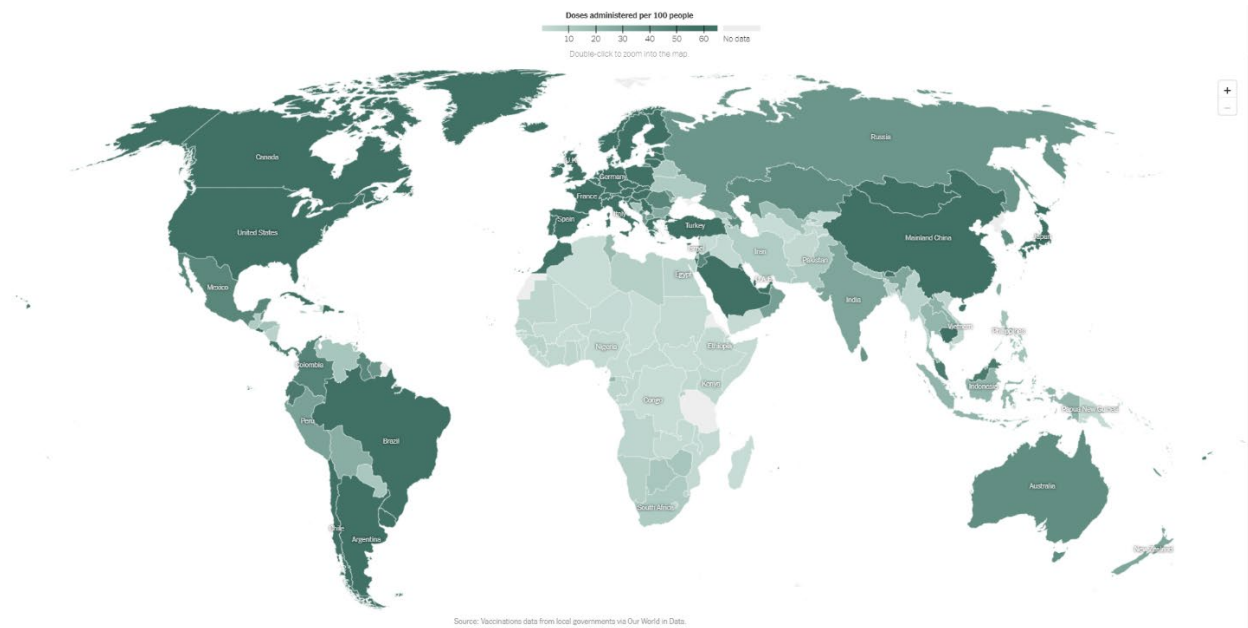 Doses administered per 100 people
10 20 30 40 50 60 No data
Double-click to zoom into the map.
+
−
Russia
Canada
Germany
France
Spain
Turkey
United States
Mainland China
Japan
Iran
Pakistan
Mexico
Egypt
India
Vietnam
Philippines
Nigeria
Ethiopia
Colombia
Kenya
Indonesia
Congo
Papua New Guinea
Peru
Brazil
Australia
South Africa
Chile
Argentina
New Zealand
Source: Vaccinations data from local governments via Our World in Data.